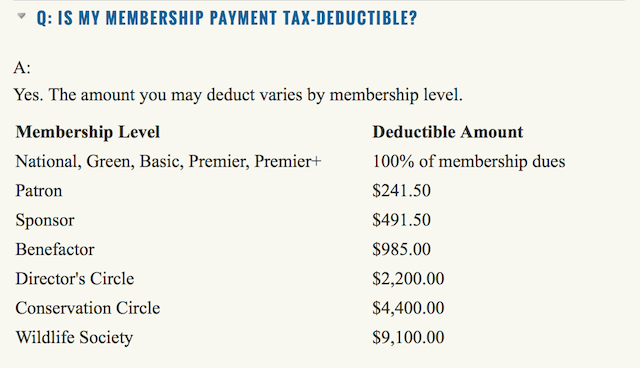 Q: IS MY MEMBERSHIP PAYMENT TAX-DEDUCTIBLE?
A:
Yes. The amount you may deduct varies by membership level.
Membership Level Deductible Amount
National, Green, Basic, Premier, Premier+ 100% of membership dues
Patron $241.50
Sponsor $491.50
Benefactor $985.00
Director's Circle $2,200.00
Conservation Circle $4,400.00
Wildlife Society $9,100.00